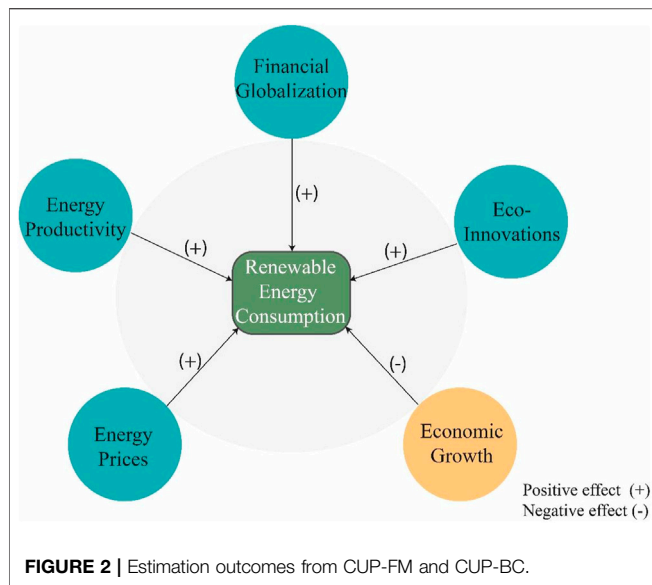 Financial
Globalization
(+)
Energy
Productivity
(+)
Eco-
Innovations
(+)
Renewable
Energy
Consumption
(+)
Energy
Prices
(-)
Economic
Growth
Positive effect (+)
Negative effect (-)
FIGURE 2 | Estimation outcomes from CUP-FM and CUP-BC.